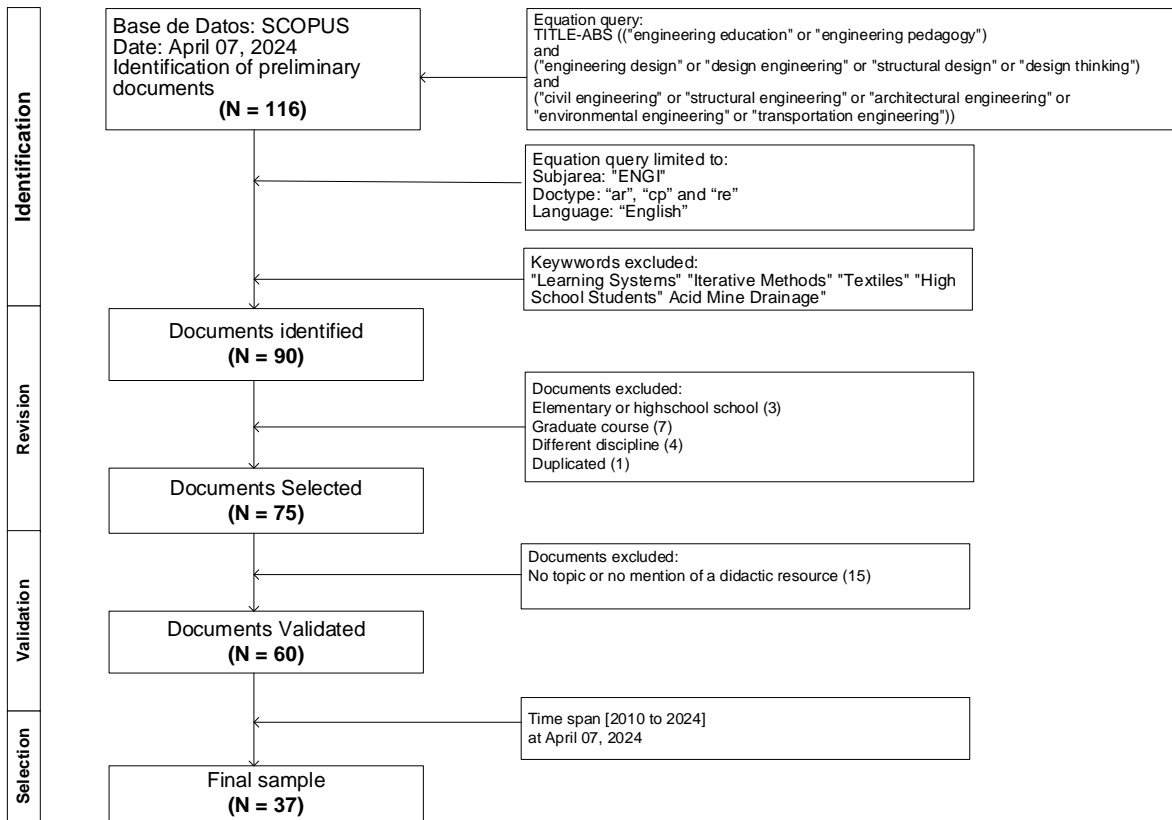 Identification
Base de Datos: SCOPUS
Date: April 07, 2024
Identification of preliminary
documents
(N = 116)
Equation query:
TITLE-ABS (("engineering education" or "engineering pedagogy")
and
("engineering design" or "design engineering" or "structural design" or "design thinking")
and
("civil engineering" or "structural engineering" or "architectural engineering" or
"environmental engineering" or "transportation engineering"))
Equation query limited to:
Subjarea: "ENGI"
Doctype: “ar”, “cp” and “re”
Language: “English”
Keywwords excluded:
"Learning Systems" "Iterative Methods" "Textiles" "High
School Students" Acid Mine Drainage"
Revision
Documents identified
(N = 90)
Documents excluded:
Elementary or highschool school (3)
Graduate course (7)
Different discipline (4)
Duplicated (1)
Documents Selected
(N = 75)
Validation
Documents excluded:
No topic or no mention of a didactic resource (15)
Documents Validated
(N = 60)
Selection
Time span [2010 to 2024]
at April 07, 2024
Final sample
(N = 37)